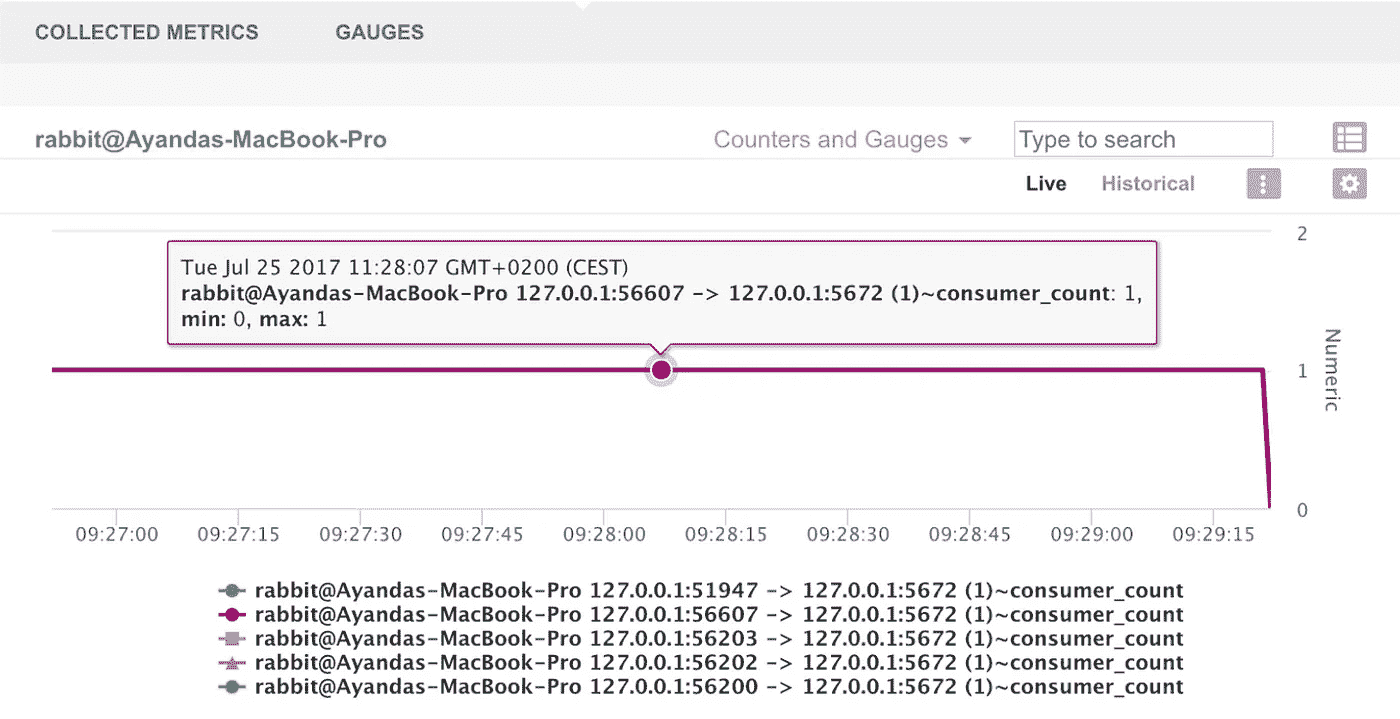 COLLECTED METRICS GAUGES
rabbit@Ayandas-MacBook-Pro Counters and Gauges Type to search
Live Historical
2
Tue Jul 25 2017 11:28:07 GMT+0200 (CEST)
rabbit@Ayandas-MacBook-Pro 127.0.0.1:56607 -> 127.0.0.1:5672 (1)~consumer_count: 1,
min: 0, max: 1
1
Numeric
0
09:27:00 09:27:15 09:27:30 09:27:45 09:28:00 09:28:15 09:28:30 09:28:45 09:29:00 09:29:15
rabbit@Ayandas-MacBook-Pro 127.0.0.1:51947 -> 127.0.0.1:5672 (1)~consumer_count
rabbit@Ayandas-MacBook-Pro 127.0.0.1:56607 -> 127.0.0.1:5672 (1)~consumer_count
rabbit@Ayandas-MacBook-Pro 127.0.0.1:56203 -> 127.0.0.1:5672 (1)~consumer_count
rabbit@Ayandas-MacBook-Pro 127.0.0.1:56202 -> 127.0.0.1:5672 (1)~consumer_count
rabbit@Ayandas-MacBook-Pro 127.0.0.1:56200 -> 127.0.0.1:5672 (1)~consumer_count